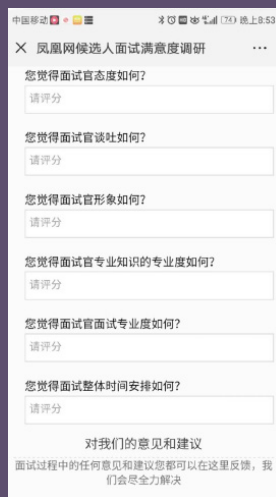 中国移动 74 晚上8:53
凤凰网候选人面试满意度调研
您觉得面试官态度如何?
请评分
您觉得面试官谈吐如何?
请评分
您觉得面试官形象如何?
请评分
您觉得面试官专业知识的专业度如何?
请评分
您觉得面试官面试专业度如何?
请评分
您觉得面试整体时间安排如何?
请评分
对我们的意见和建议
面试过程中的任何意见和建议您都可以在这里反馈，我
们会尽全力解决